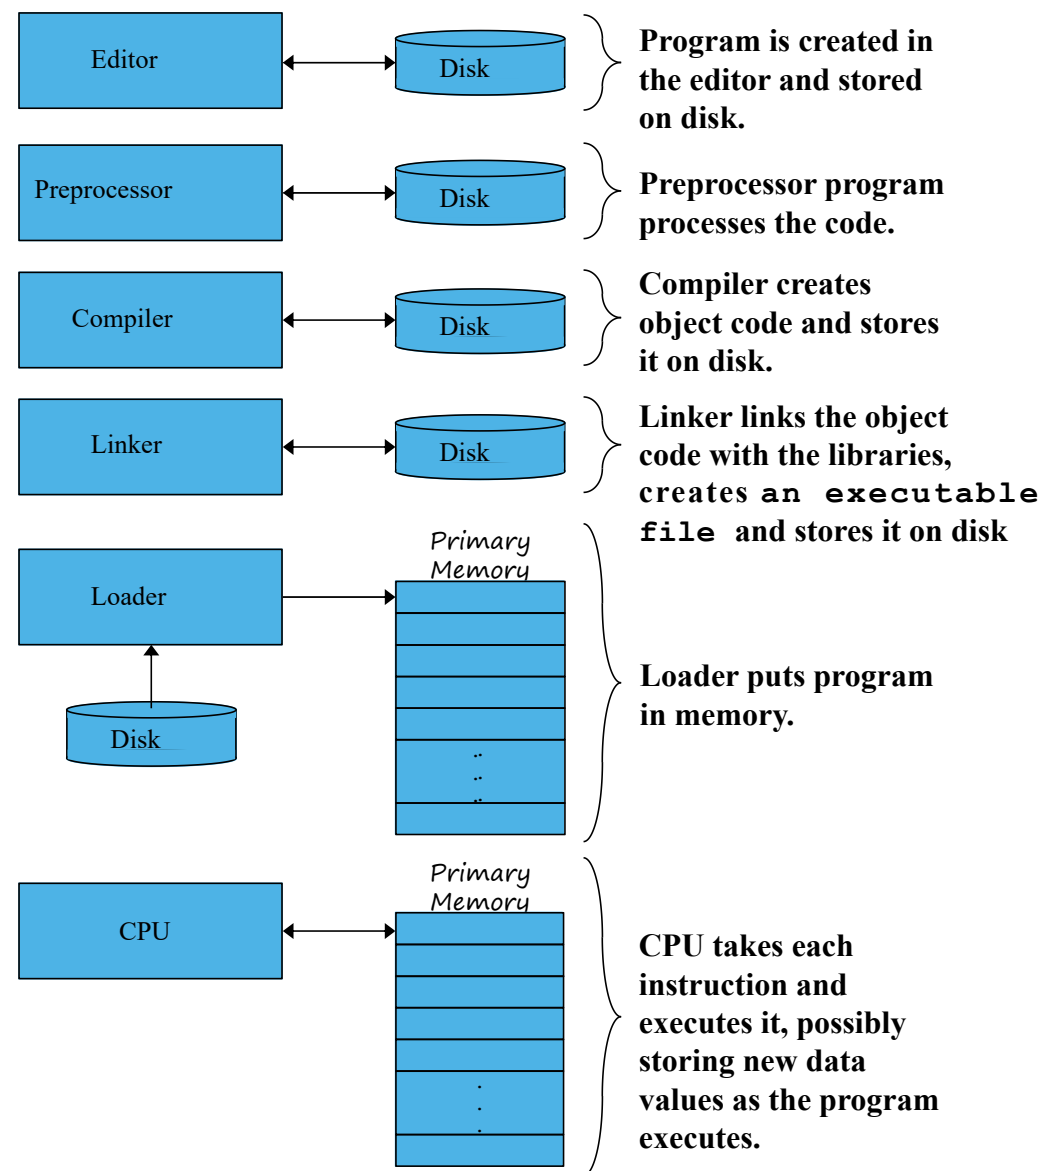 Editor
Disk
Program is created in
the editor and stored
on disk.
Preprocessor
Disk
Preprocessor program
processes the code.
Compiler
Disk
Compiler creates
object code and stores
it on disk.
Linker
Disk
Linker links the object
code with the libraries,
creates an executable
file and stores it on disk
Primary
Memory
Loader
Disk
Loader puts program
in memory.
Primary
Memory
CPU
CPU takes each
instruction and
executes it, possibly
storing new data
values as the program
executes.